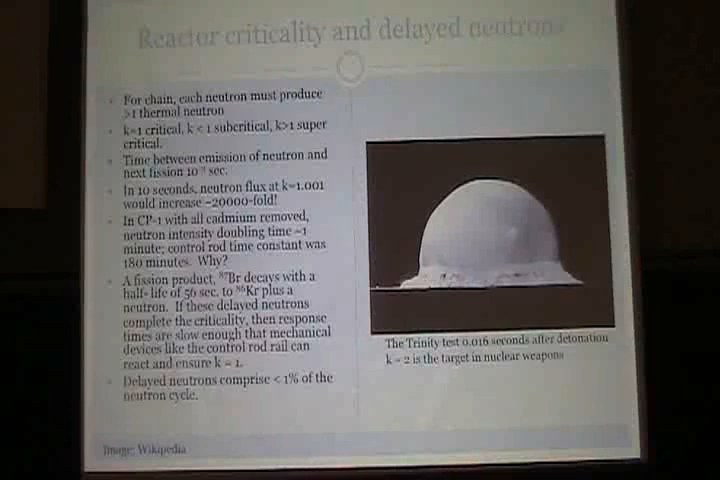 Reactor criticality and delayed neutrons
For chain, each neutron must produce
>1 thermal neutron
k=1 critical, k < 1 subcritical, k>1 super
critical.
Time between emission of neutron and
next fission 10⁻³ sec.
In 10 seconds, neutron flux at k=1.001
would increase ~20000-fold!
In CP-1 with all cadmium removed,
neutron intensity doubling time ~1
minute; control rod time constant was
180 minutes. Why?
A fission product, ⁸⁷Br decays with a
half-life of 56 sec. to ⁸⁶Kr plus a
neutron. If these delayed neutrons
complete the criticality, then response
times are slow enough that mechanical
devices like the control rod rail can
react and ensure k = 1.
Delayed neutrons comprise < 1% of the
neutron cycle.
The Trinity test 0.016 seconds after detonation
k ~ 2 is the target in nuclear weapons
Image: Wikipedia